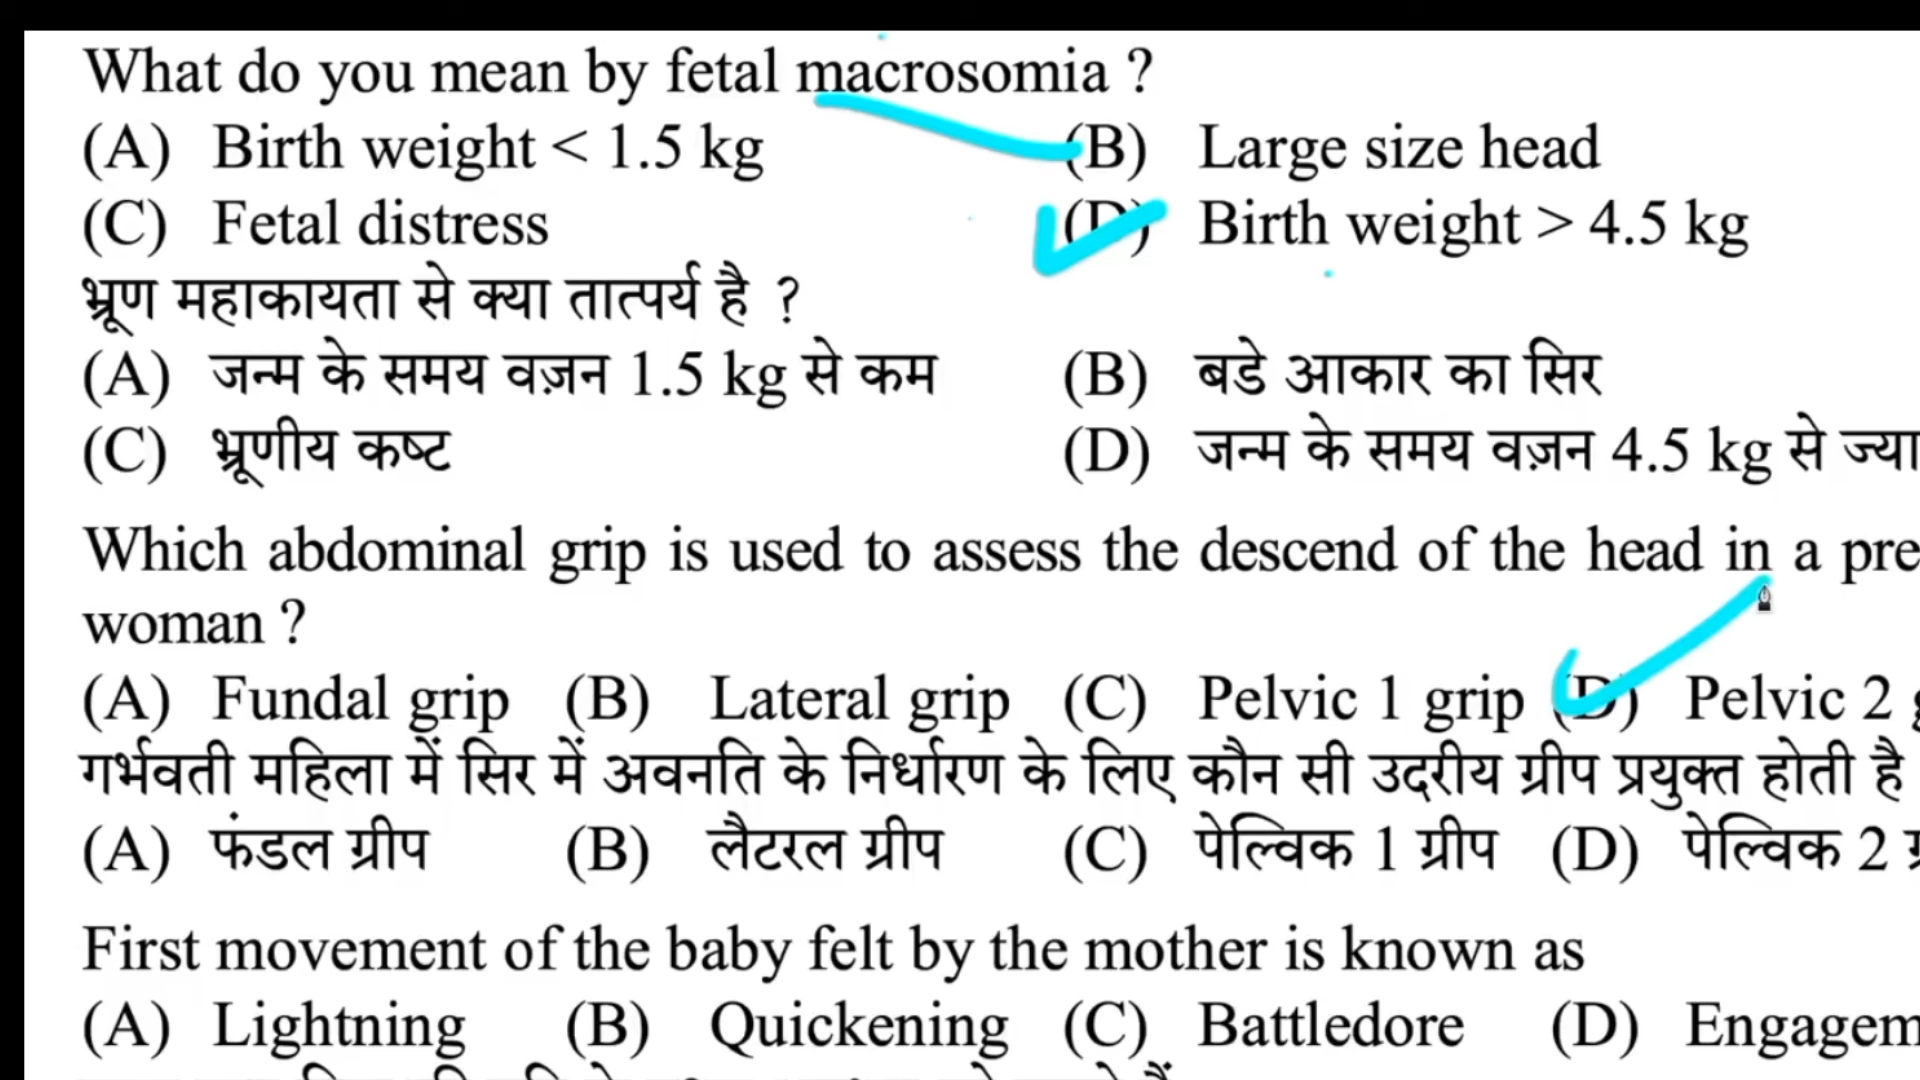 What do you mean by fetal macrosomia ?
(A) Birth weight < 1.5 kg (B) Large size head
(C) Fetal distress (D) Birth weight > 4.5 kg
भ्रूण महाकायता से क्या तात्पर्य है ?
(A) जन्म के समय वज़न 1.5 kg से कम (B) बडे आकार का सिर
(C) भ्रूणीय कष्ट (D) जन्म के समय वज़न 4.5 kg से ज्या
Which abdominal grip is used to assess the descend of the head in a pre
woman ?
(A) Fundal grip (B) Lateral grip (C) Pelvic 1 grip (D) Pelvic 2
गर्भवती महिला में सिर में अवनति के निर्धारण के लिए कौन सी उदरीय ग्रीप प्रयुक्त होती है
(A) फंडल ग्रीप (B) लैटरल ग्रीप (C) पेल्विक 1 ग्रीप (D) पेल्विक 2
First movement of the baby felt by the mother is known as
(A) Lightning (B) Quickening (C) Battledore (D) Engagem